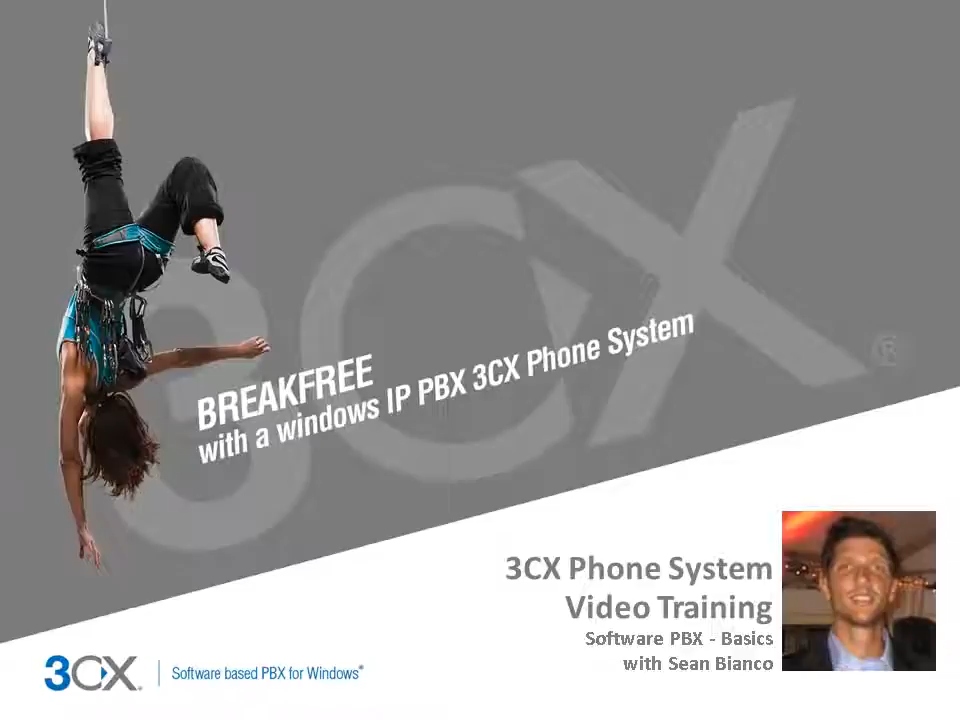 3CX®
BREAKFREE
with a windows IP PBX 3CX Phone System
3CX Phone System
Video Training
Software PBX - Basics
with Sean Bianco
3CX® Software based PBX for Windows®